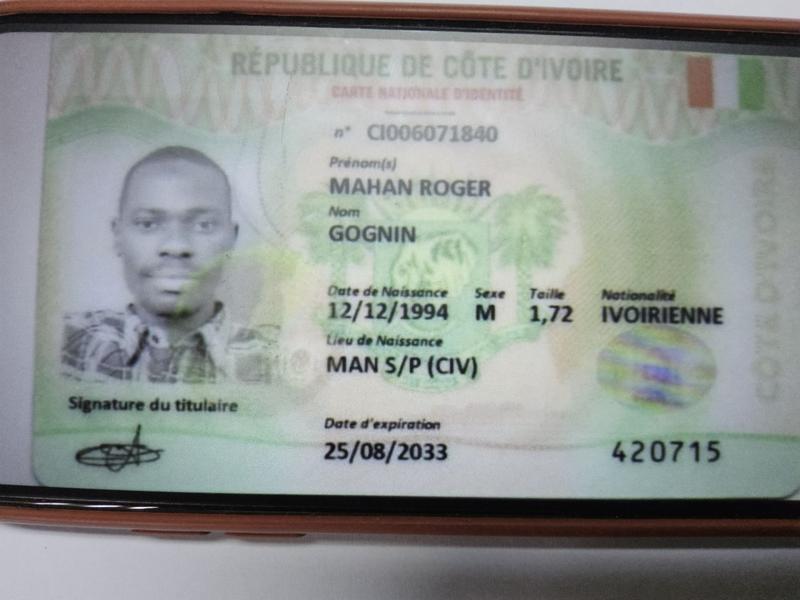 RÉPUBLIQUE DE CÔTE D'IVOIRE
CARTE NATIONALE D'IDENTITÉ
n° CI006071840
Prénom(s)
MAHAN ROGER
Nom
GOGNIN
Date de Naissance Sexe Taille Nationalité
12/12/1994 M 1,72 IVOIRIENNE
Lieu de Naissance
MAN S/P (CIV)
Signature du titulaire
Date d'expiration
25/08/2033
420715
CÔTE D'IVOIRE